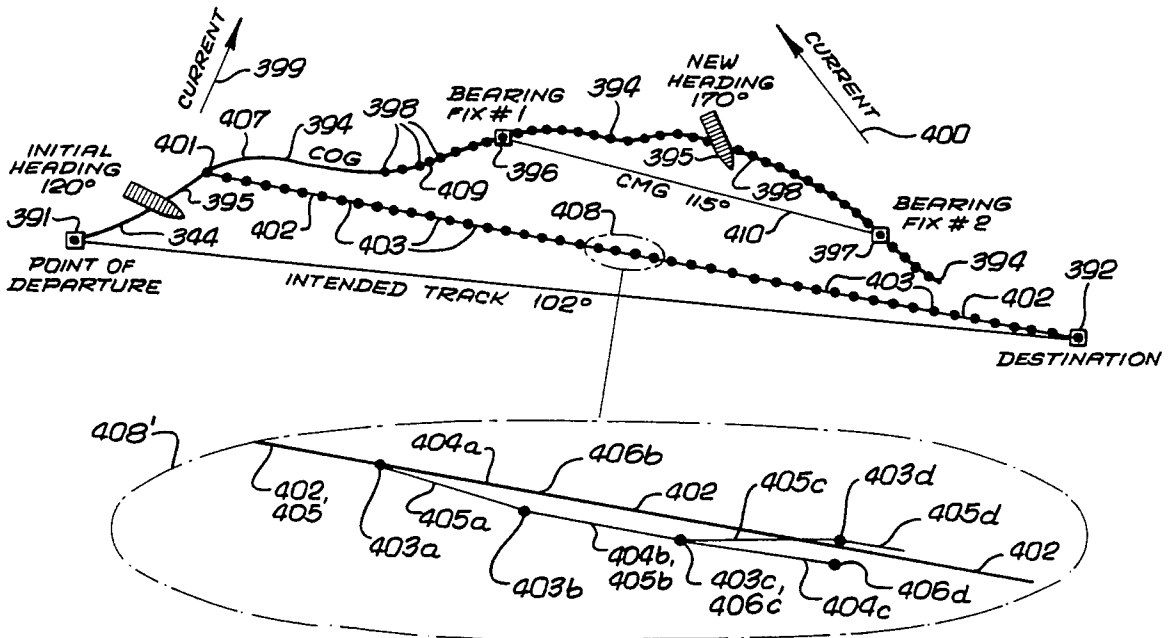 CURRENT
399
407
394
401
COG
398
409
BEARING
FIX #1
396
394
NEW
HEADING
170°
395
398
CURRENT
400
INITIAL
HEADING
120°
395
391
344
POINT OF
DEPARTURE
402
403
408
CMG 115°
410
397
BEARING
FIX #2
394
403
402
392
DESTINATION
INTENDED TRACK 102°
408'
404a
406b
402
405c
403d
405d
402
402,
405
403a
405a
403b
404b,
405b
403c,
406c
404c
406d